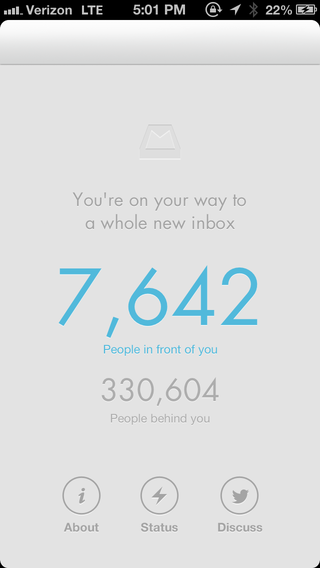 Verizon LTE 5:01 PM 22%
You're on your way to
a whole new inbox
7,642
People in front of you
330,604
People behind you
About Status Discuss